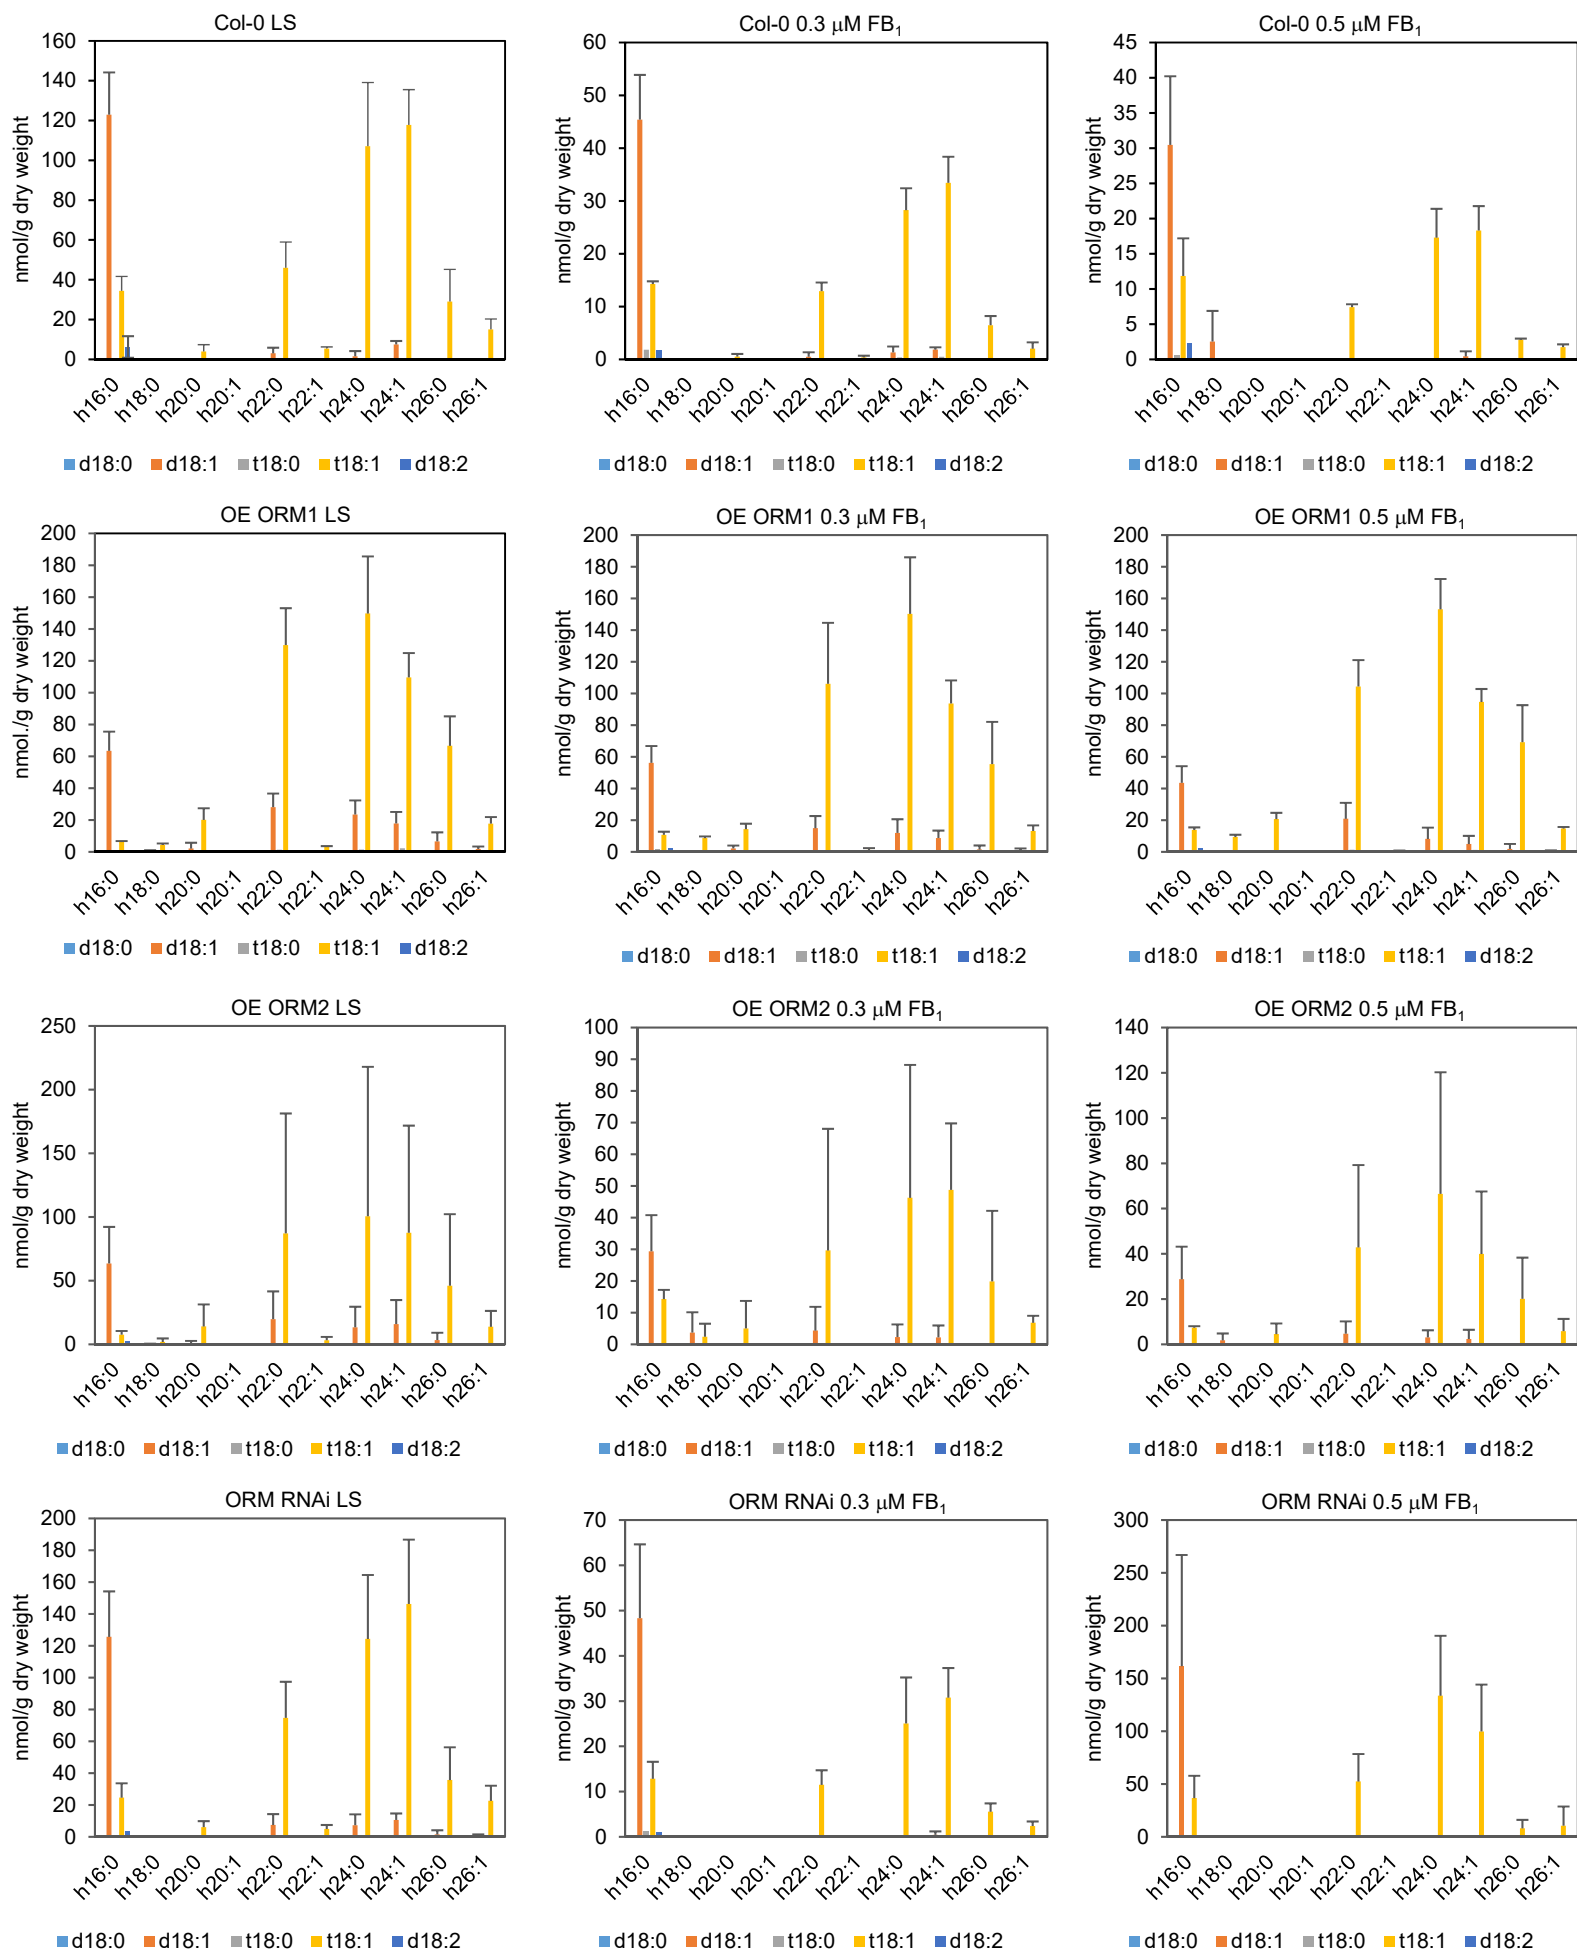 Col-0 LS
nmol/g dry weight
160
140
120
100
80
60
40
20
0
h16:0 h18:0 h20:0 h20:1 h22:0 h22:1 h24:0 h24:1 h26:0 h26:1
d18:0 d18:1 t18:0 t18:1 d18:2
Col-0 0.3 μM FB₁
nmol/g dry weight
60
50
40
30
20
10
0
h16:0 h18:0 h20:0 h20:1 h22:0 h22:1 h24:0 h24:1 h26:0 h26:1
d18:0 d18:1 t18:0 t18:1 d18:2
Col-0 0.5 μM FB₁
nmol/g dry weight
45
40
35
30
25
20
15
10
5
0
h16:0 h18:0 h20:0 h20:1 h22:0 h22:1 h24:0 h24:1 h26:0 h26:1
d18:0 d18:1 t18:0 t18:1 d18:2
OE ORM1 LS
nmol./g dry weight
200
180
160
140
120
100
80
60
40
20
0
h16:0 h18:0 h20:0 h20:1 h22:0 h22:1 h24:0 h24:1 h26:0 h26:1
d18:0 d18:1 t18:0 t18:1 d18:2
OE ORM1 0.3 μM FB₁
nmol/g dry weight
200
180
160
140
120
100
80
60
40
20
0
h16:0 h18:0 h20:0 h20:1 h22:0 h22:1 h24:0 h24:1 h26:0 h26:1
d18:0 d18:1 t18:0 t18:1 d18:2
OE ORM1 0.5 μM FB₁
nmol/g dry weight
200
180
160
140
120
100
80
60
40
20
0
h16:0 h18:0 h20:0 h20:1 h22:0 h22:1 h24:0 h24:1 h26:0 h26:1
d18:0 d18:1 t18:0 t18:1 d18:2
OE ORM2 LS
nmol/g dry weight
250
200
150
100
50
0
h16:0 h18:0 h20:0 h20:1 h22:0 h22:1 h24:0 h24:1 h26:0 h26:1
d18:0 d18:1 t18:0 t18:1 d18:2
OE ORM2 0.3 μM FB₁
nmol/g dry weight
100
90
80
70
60
50
40
30
20
10
0
h16:0 h18:0 h20:0 h20:1 h22:0 h22:1 h24:0 h24:1 h26:0 h26:1
d18:0 d18:1 t18:0 t18:1 d18:2
OE ORM2 0.5 μM FB₁
nmol/g dry weight
140
120
100
80
60
40
20
0
h16:0 h18:0 h20:0 h20:1 h22:0 h22:1 h24:0 h24:1 h26:0 h26:1
d18:0 d18:1 t18:0 t18:1 d18:2
ORM RNAi LS
nmol/g dry weight
200
180
160
140
120
100
80
60
40
20
0
h16:0 h18:0 h20:0 h20:1 h22:0 h22:1 h24:0 h24:1 h26:0 h26:1
d18:0 d18:1 t18:0 t18:1 d18:2
ORM RNAi 0.3 μM FB₁
nmol/g dry weight
70
60
50
40
30
20
10
0
h16:0 h18:0 h20:0 h20:1 h22:0 h22:1 h24:0 h24:1 h26:0 h26:1
d18:0 d18:1 t18:0 t18:1 d18:2
ORM RNAi 0.5 μM FB₁
nmol/g dry weight
300
250
200
150
100
50
0
h16:0 h18:0 h20:0 h20:1 h22:0 h22:1 h24:0 h24:1 h26:0 h26:1
d18:0 d18:1 t18:0 t18:1 d18:2